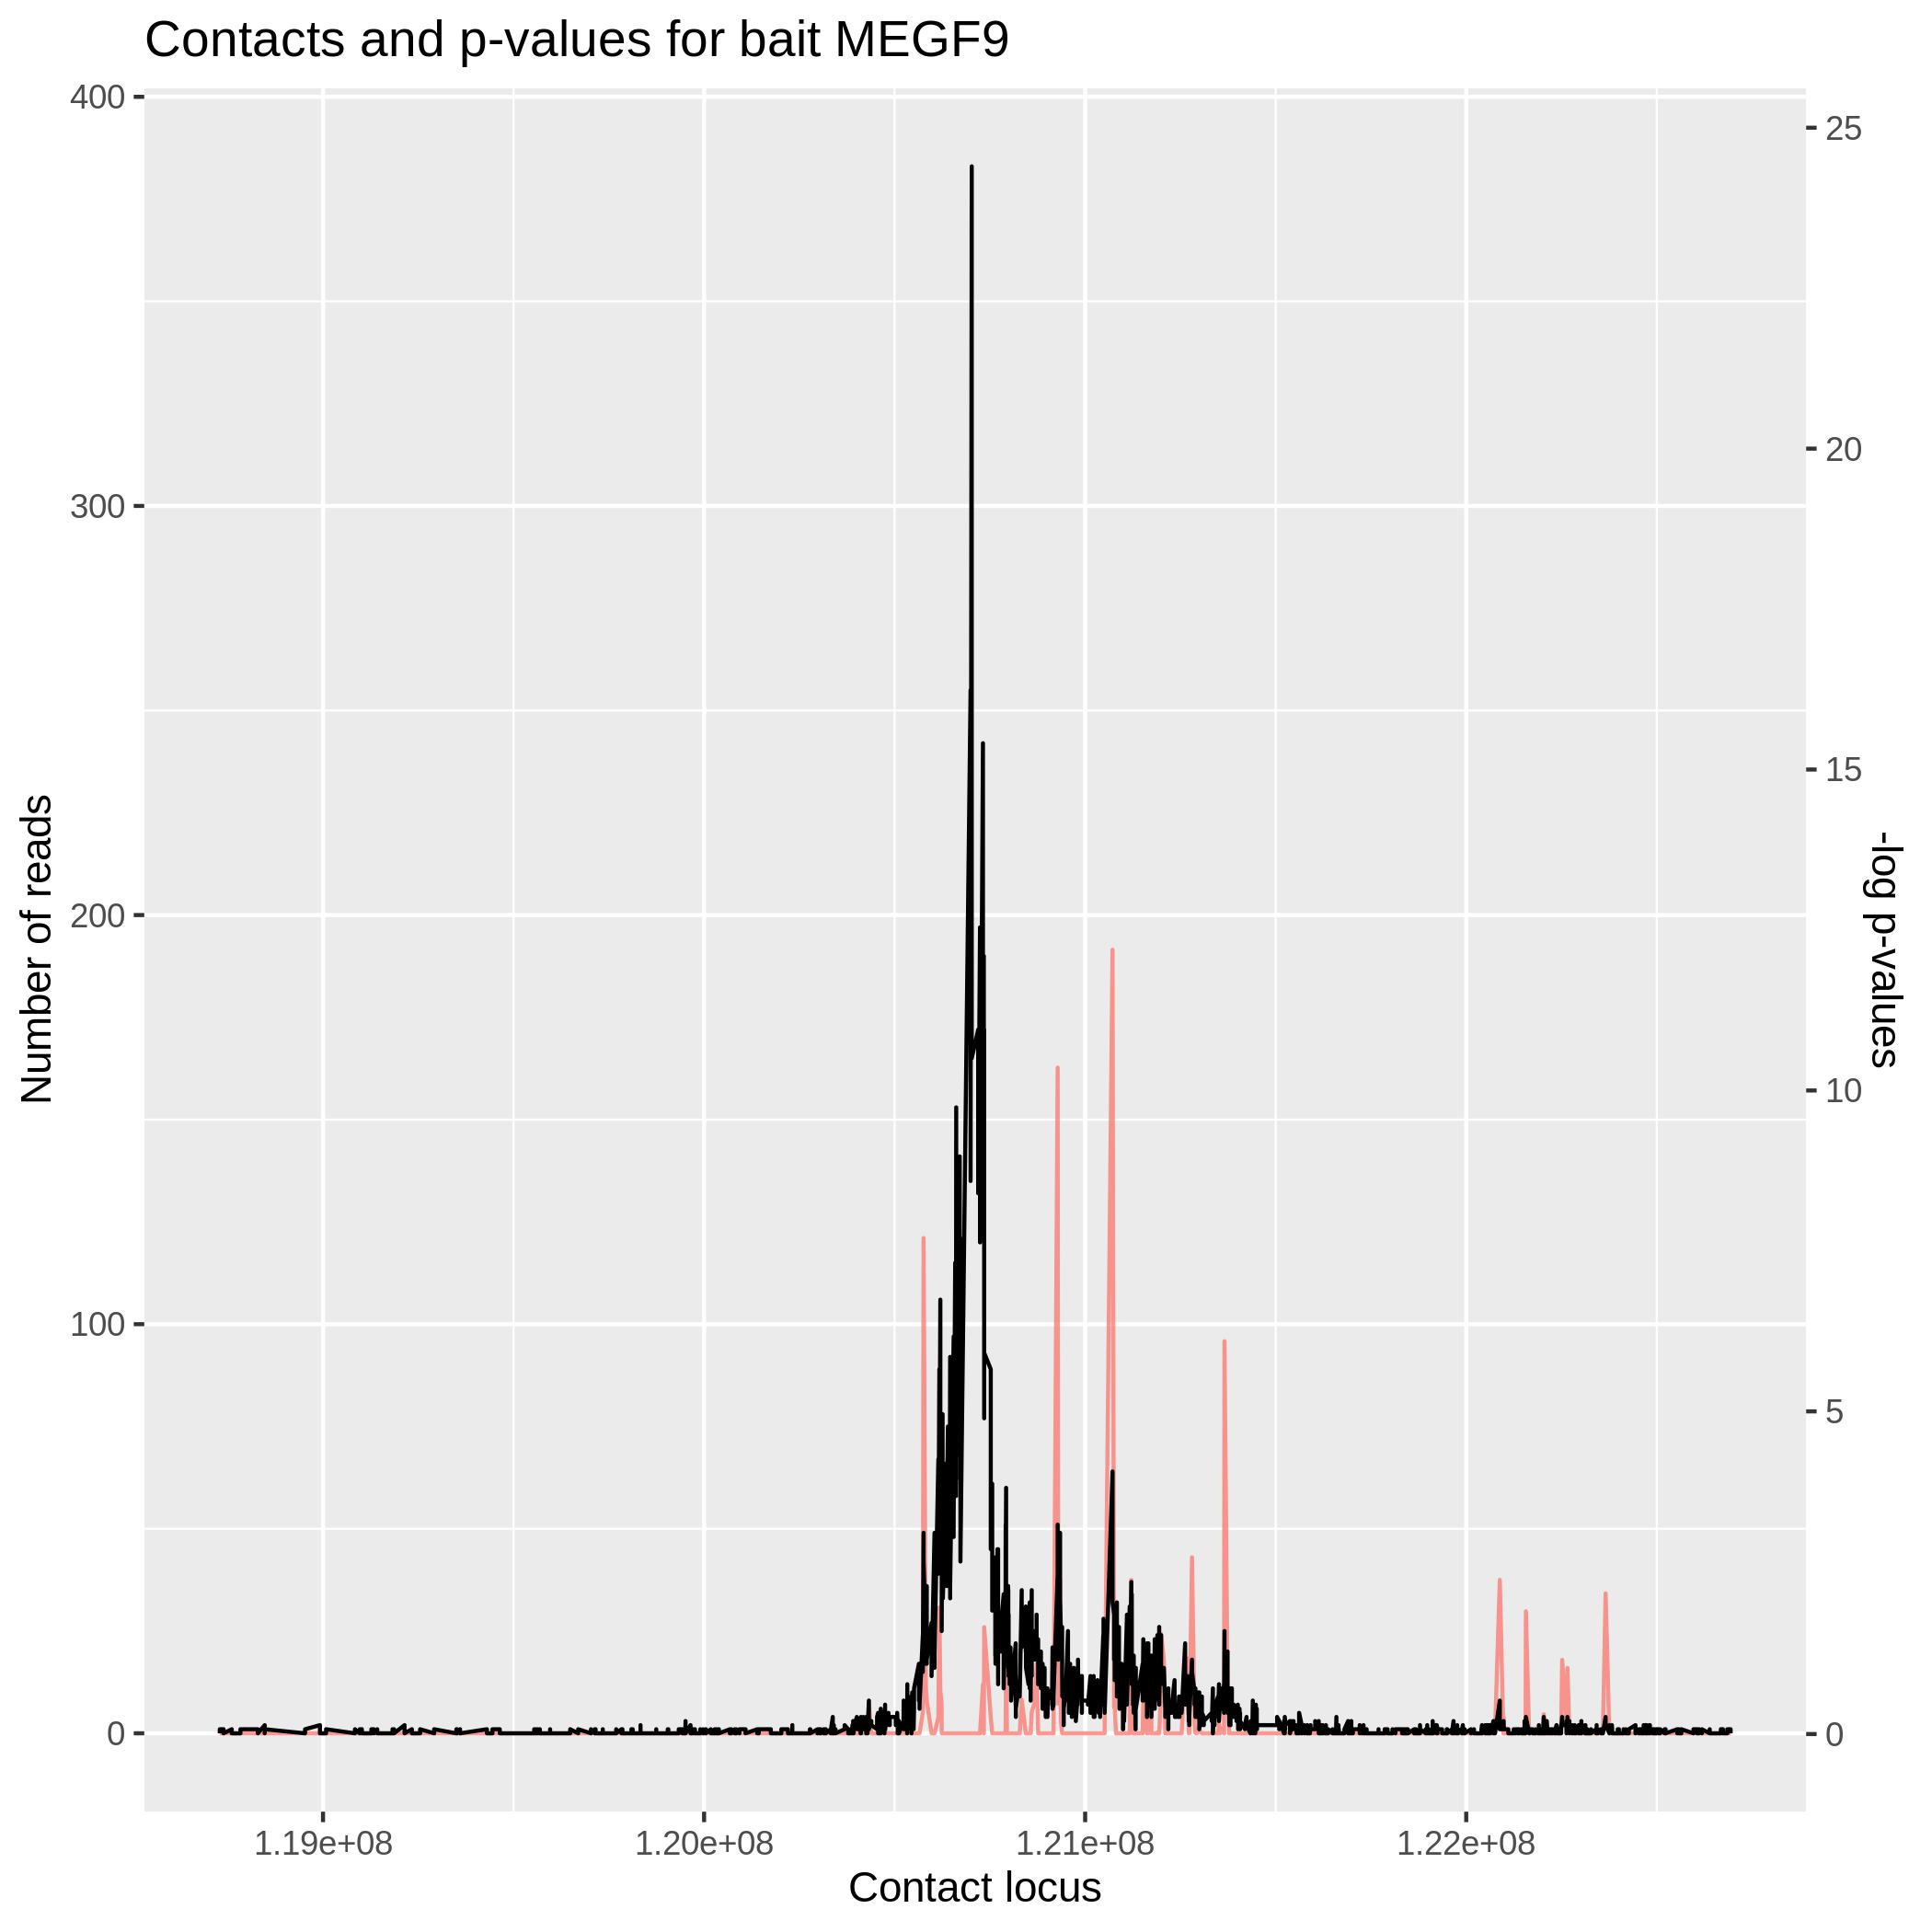 Contacts and p-values for bait MEGF9
400
300
200
100
0
Number of reads
25
20
15
10
5
0
-log p-values
1.19e+08 1.20e+08 1.21e+08 1.22e+08
Contact locus